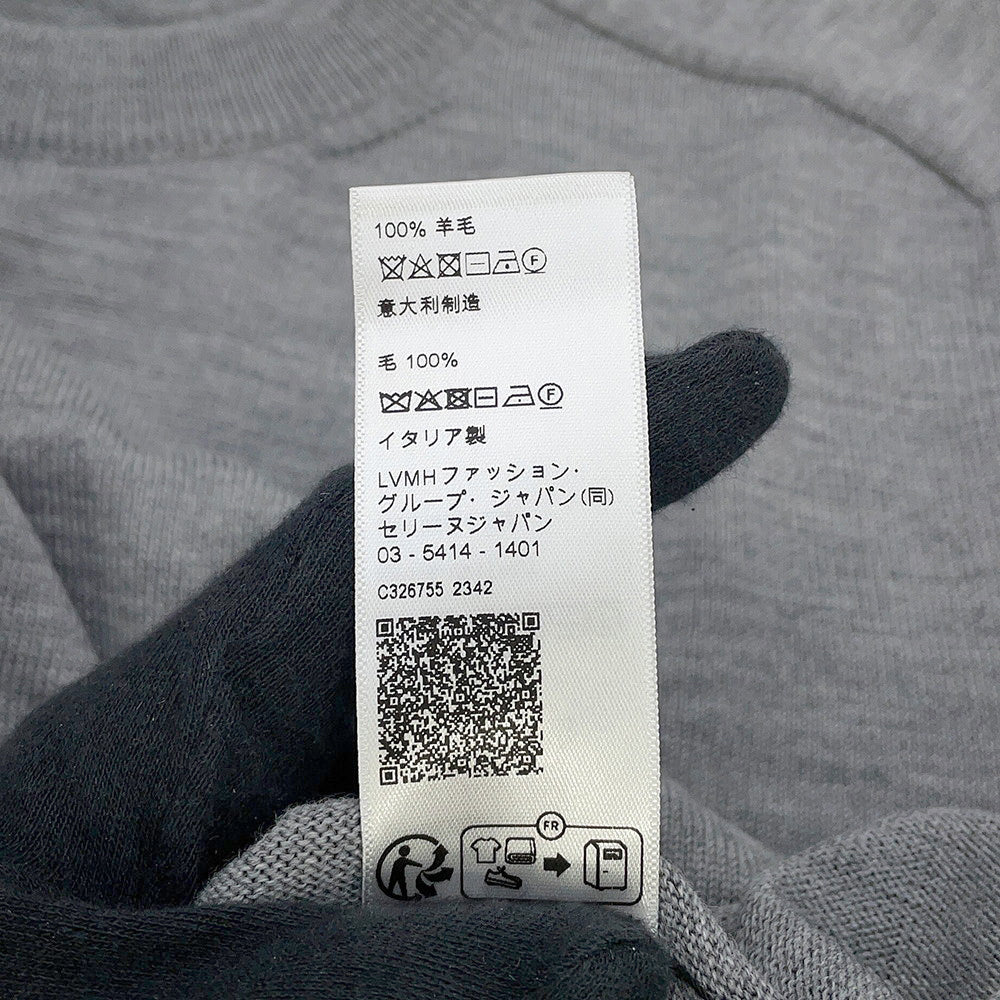 100% 羊毛
F
意大利制造
毛 100%
F
イタリア製
LVMHファッション・
グループ・ジャパン(同)
セリーヌジャパン
03 - 5414 - 1401
C326755 2342
FR